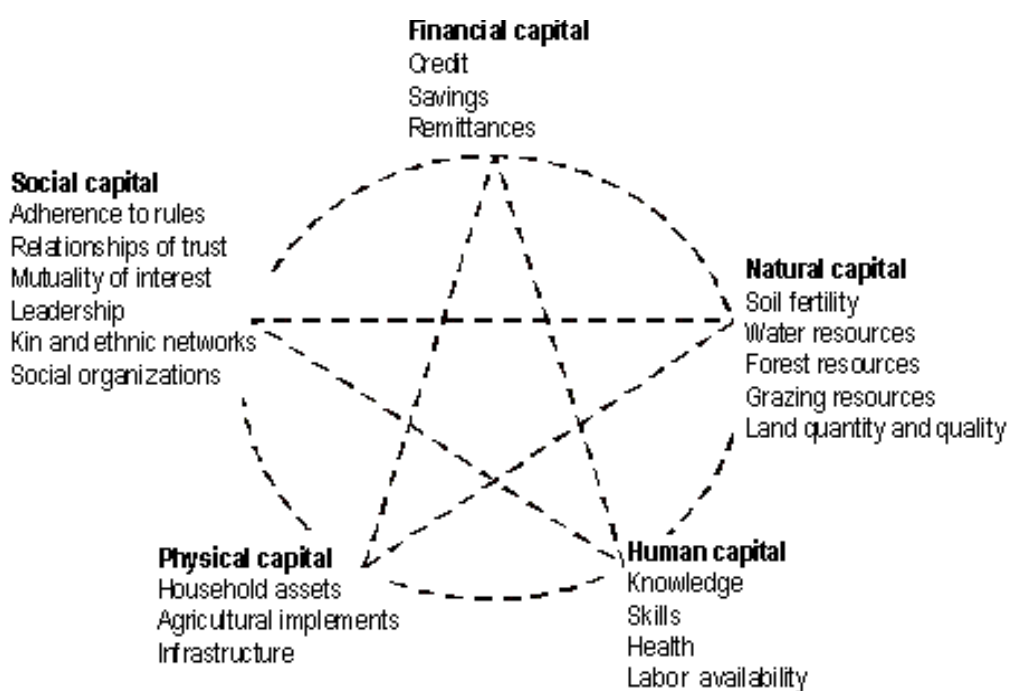 Financial capital
Credit
Savings
Remittances
Social capital
Adherence to rules
Relationships of trust
Mutuality of interest
Leadership
Kin and ethnic networks
Social organizations
Natural capital
Soil fertility
Water resources
Forest resources
Grazing resources
Land quantity and quality
Physical capital
Household assets
Agricultural implements
Infrastructure
Human capital
Knowledge
Skills
Health
Labor availability